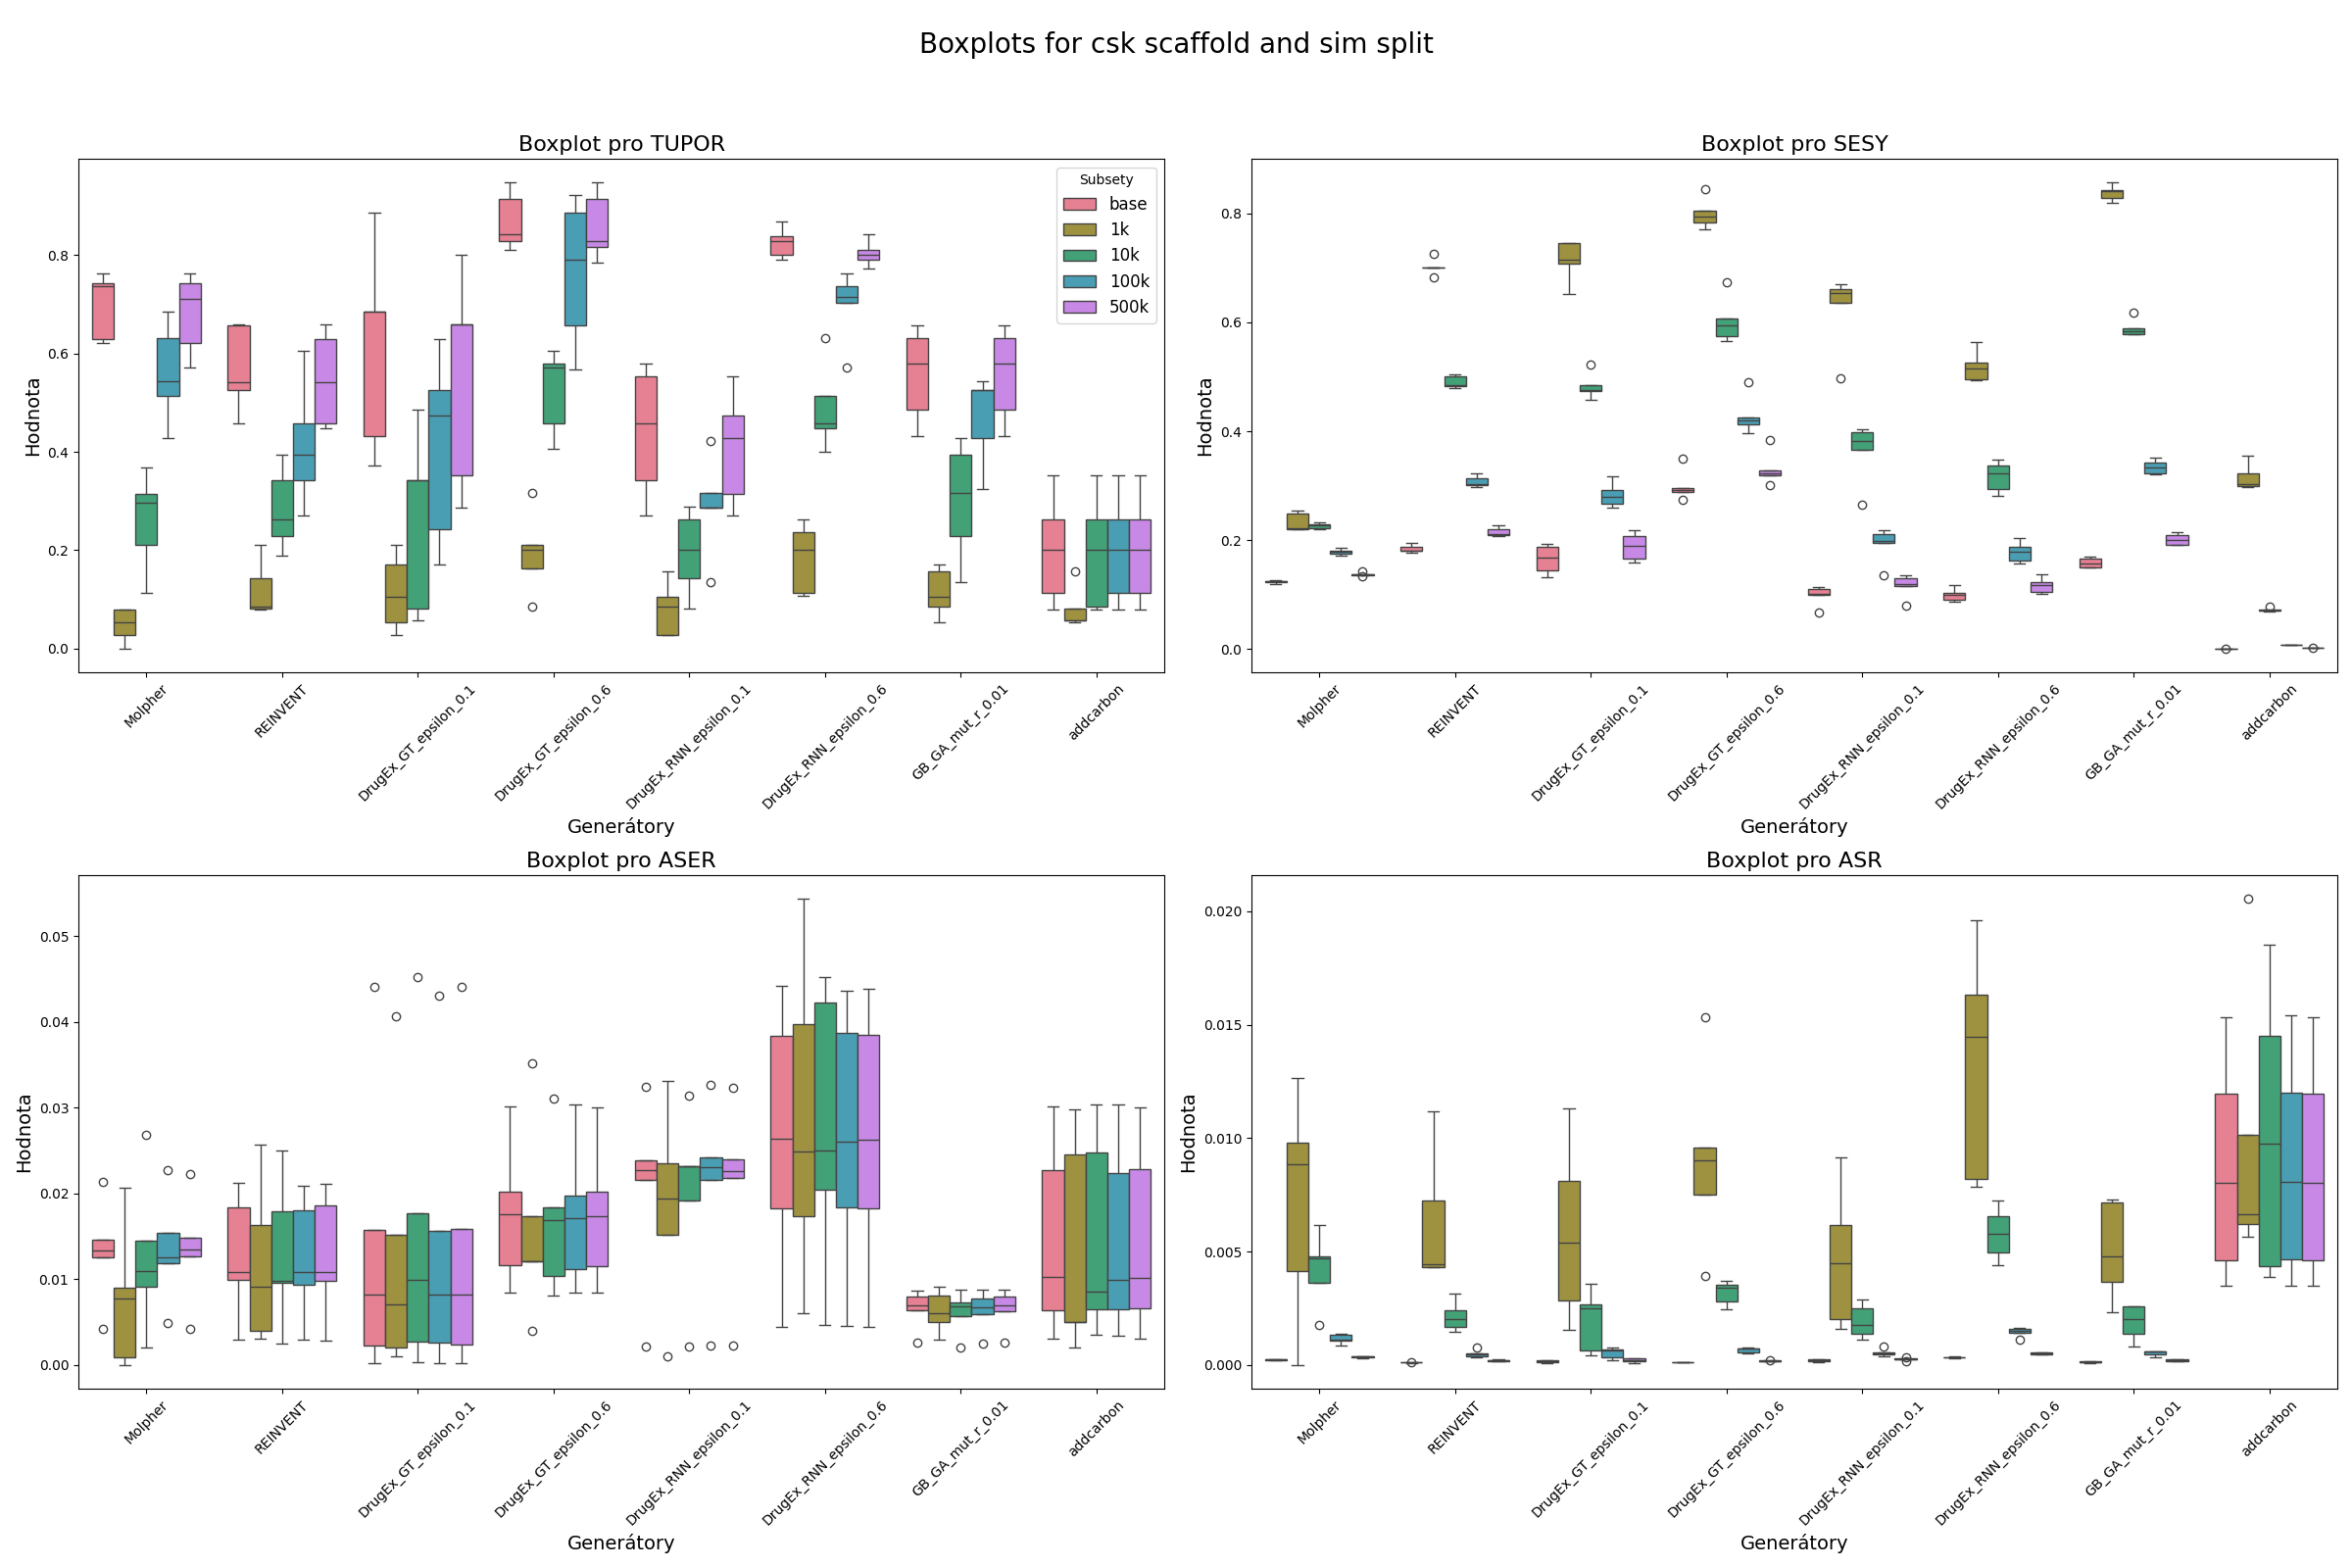 Boxplots for csk scaffold and sim split
Boxplot pro TUPOR
Hodnota
0.8
0.6
0.4
0.2
0.0
Subsety
base
1k
10k
100k
500k
Molpher
REINVENT
DrugEx_GT_epsilon_0.1
DrugEx_GT_epsilon_0.6
DrugEx_RNN_epsilon_0.1
DrugEx_RNN_epsilon_0.6
GB_GA_mut_r_0.01
addcarbon
Generátory
Boxplot pro SESY
Hodnota
0.8
0.6
0.4
0.2
0.0
Molpher
REINVENT
DrugEx_GT_epsilon_0.1
DrugEx_GT_epsilon_0.6
DrugEx_RNN_epsilon_0.1
DrugEx_RNN_epsilon_0.6
GB_GA_mut_r_0.01
addcarbon
Generátory
Boxplot pro ASER
Hodnota
0.05
0.04
0.03
0.02
0.01
0.00
Molpher
REINVENT
DrugEx_GT_epsilon_0.1
DrugEx_GT_epsilon_0.6
DrugEx_RNN_epsilon_0.1
DrugEx_RNN_epsilon_0.6
GB_GA_mut_r_0.01
addcarbon
Generátory
Boxplot pro ASR
Hodnota
0.020
0.015
0.010
0.005
0.000
Molpher
REINVENT
DrugEx_GT_epsilon_0.1
DrugEx_GT_epsilon_0.6
DrugEx_RNN_epsilon_0.1
DrugEx_RNN_epsilon_0.6
GB_GA_mut_r_0.01
addcarbon
Generátory